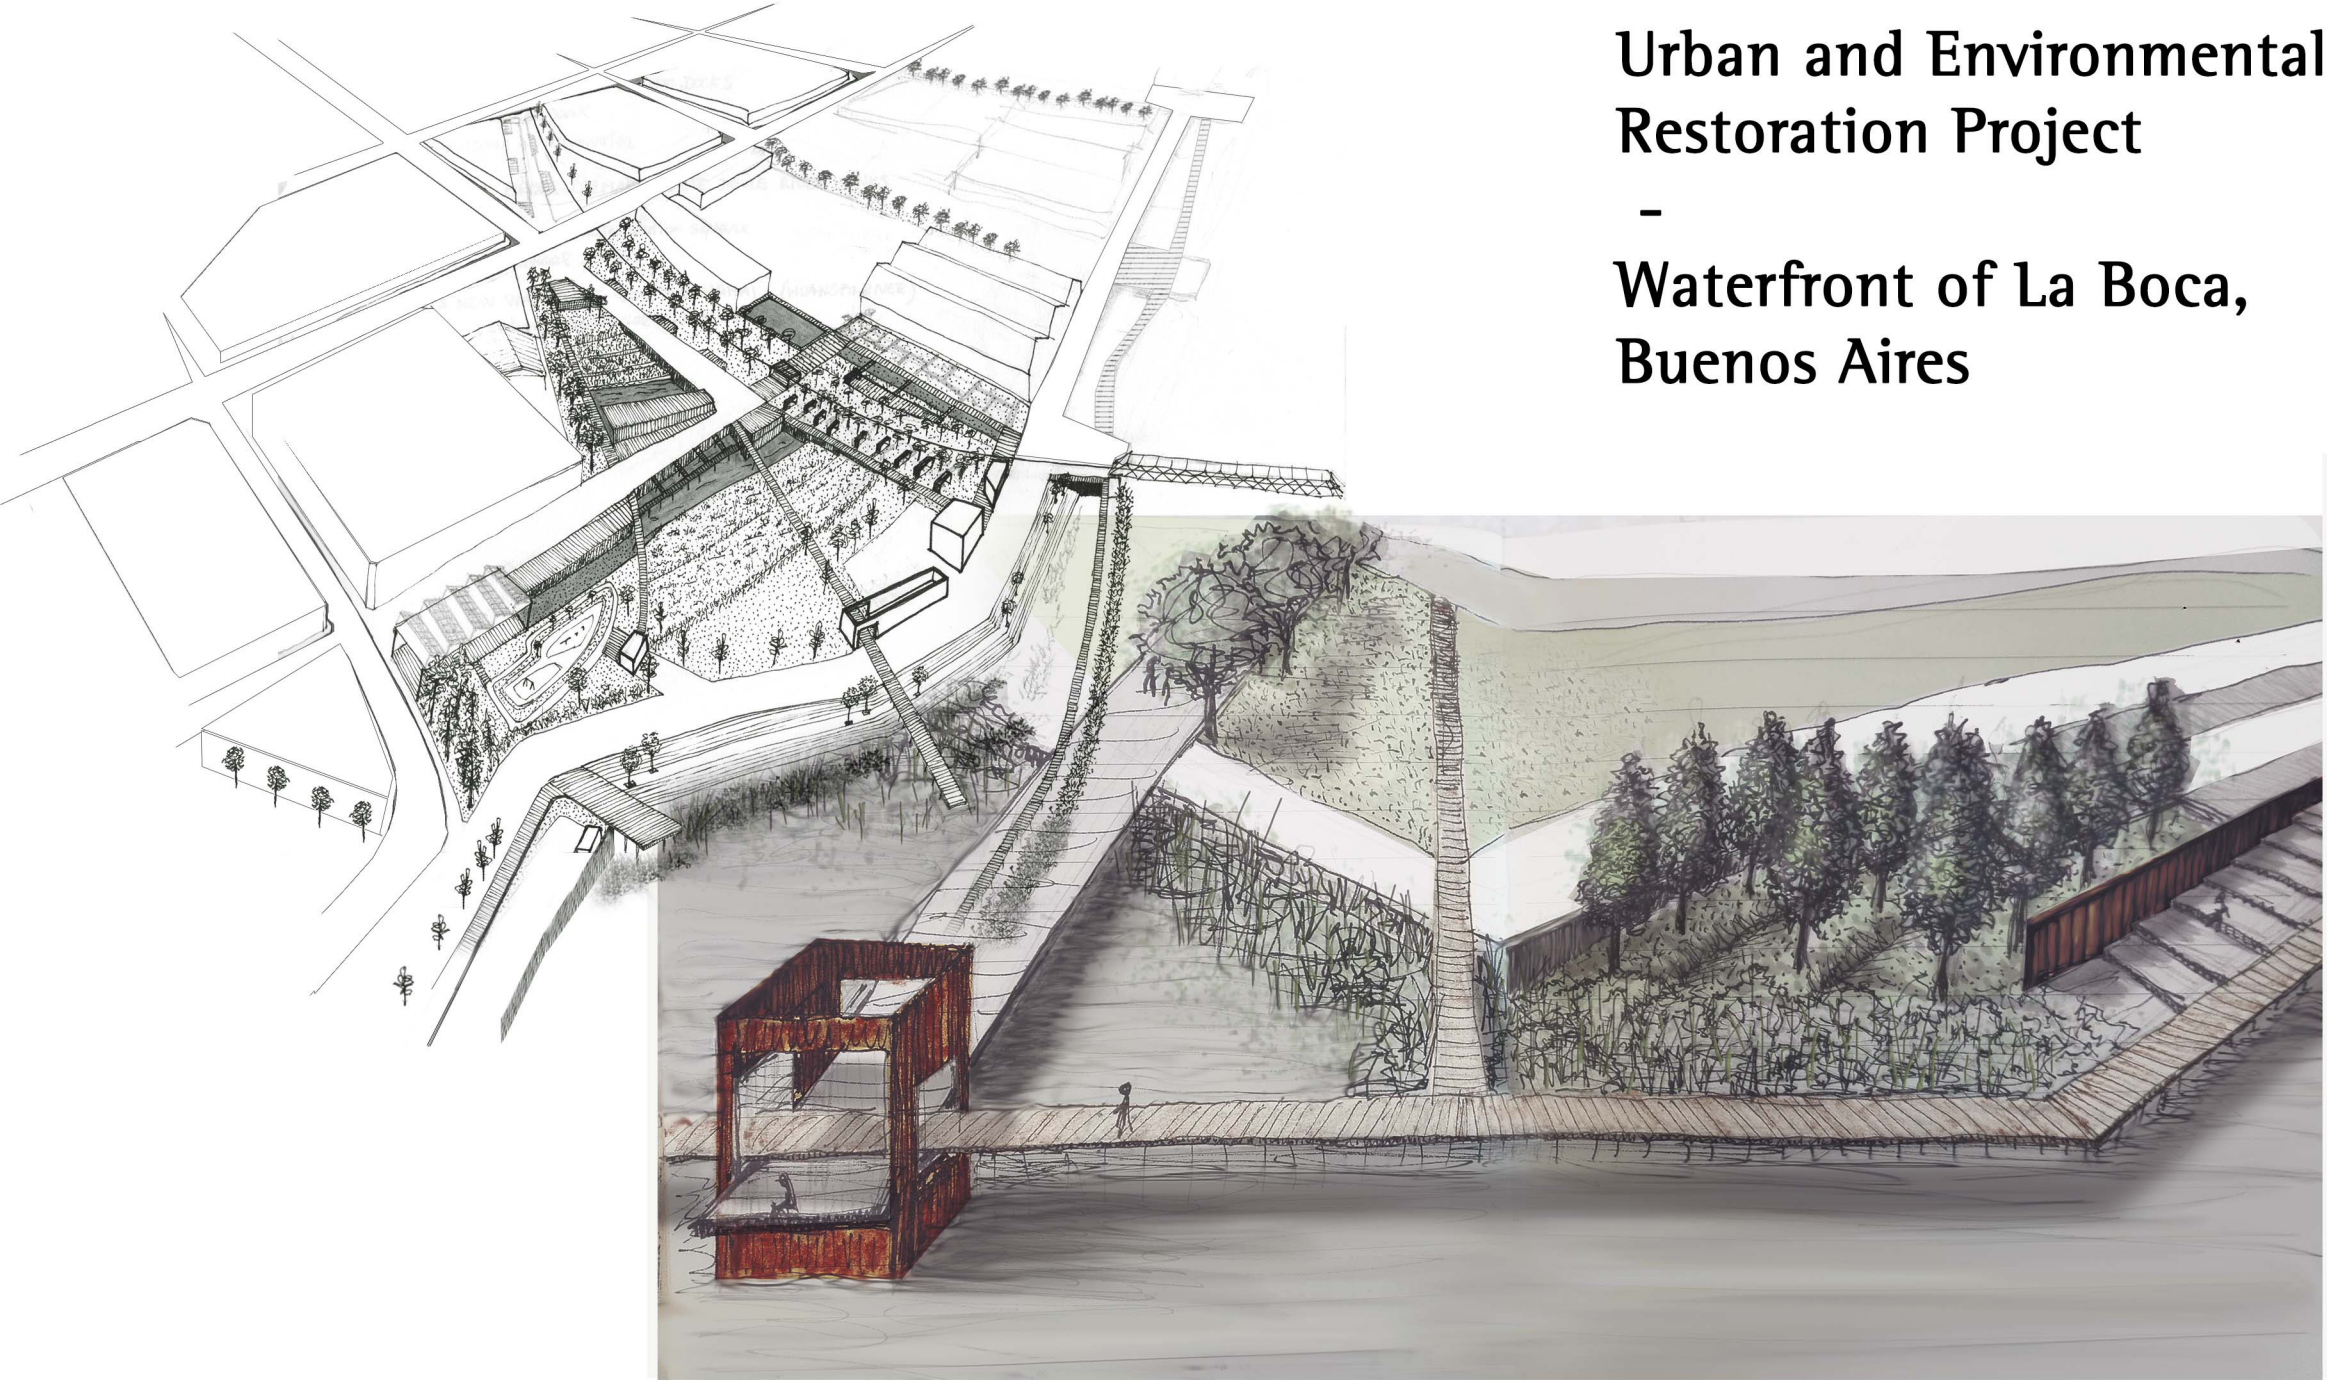 Urban and Environmental
Restoration Project
-
Waterfront of La Boca,
Buenos Aires